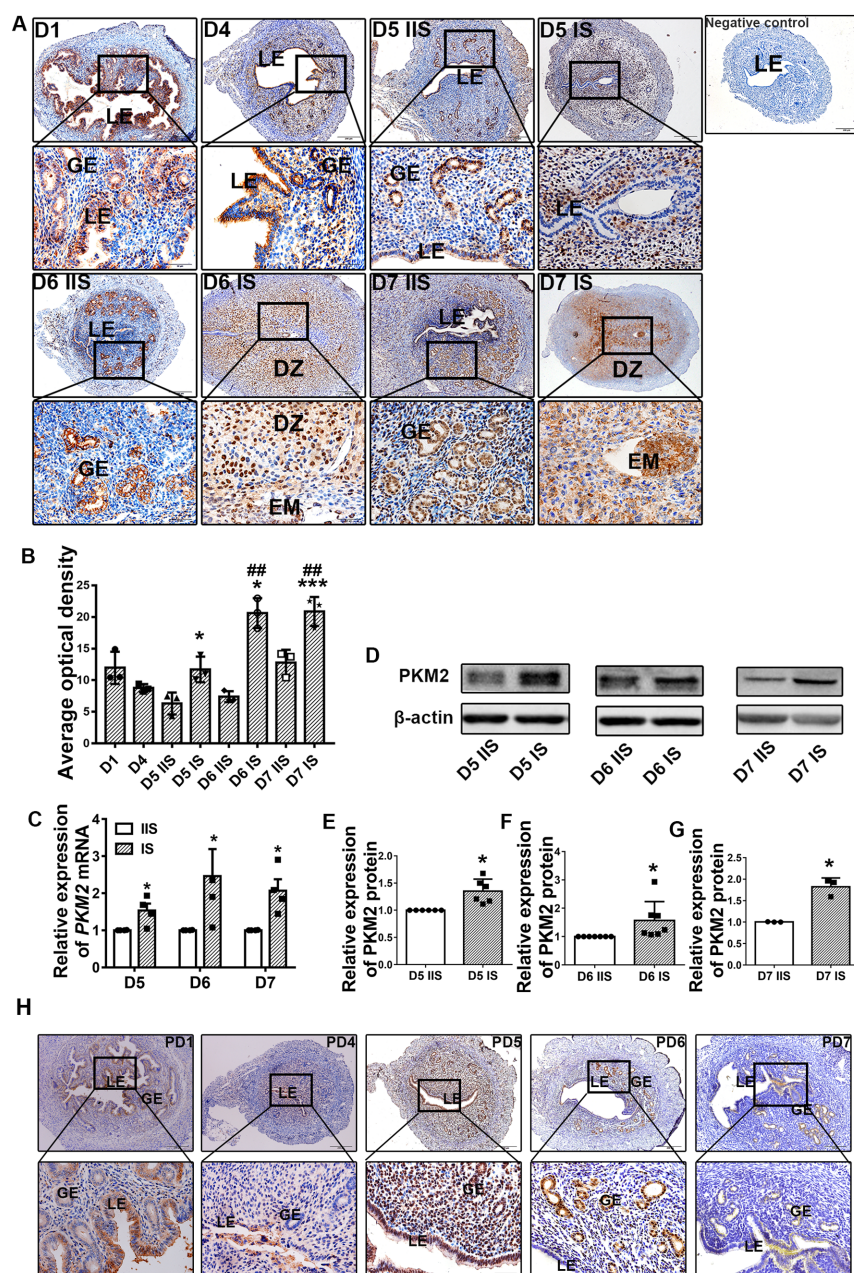 A
D1
D4
D5 IIS
D5 IS
Negative control
LE
LE
LE
LE
GE
LE
LE
GE
GE
LE
LE
D6 IIS
D6 IS
D7 IIS
D7 IS
LE
DZ
LE
DZ
GE
DZ
EM
GE
EM
B
Average optical density
25
20
15
10
5
0
*
##
*
##
***
D1
D4
D5 IIS
D5 IS
D6 IIS
D6 IS
D7 IIS
D7 IS
D
PKM2
β-actin
D5 IIS
D5 IS
D6 IIS
D6 IS
D7 IIS
D7 IS
C
Relative expression
of PKM2 mRNA
4
3
2
1
0
IIS
IS
*
*
*
D5
D6
D7
E
Relative expression
of PKM2 protein
2.0
1.5
1.0
0.5
0.0
*
D5 IIS
D5 IS
F
Relative expression
of PKM2 protein
4
3
2
1
0
*
D6 IIS
D6 IS
G
Relative expression
of PKM2 protein
2.5
2.0
1.5
1.0
0.5
0.0
*
D7 IIS
D7 IS
H
PD1
PD4
PD5
PD6
PD7
LE
GE
LE
LE
LE
GE
LE
GE
GE
LE
LE
GE
GE
LE
GE
LE
GE
LE